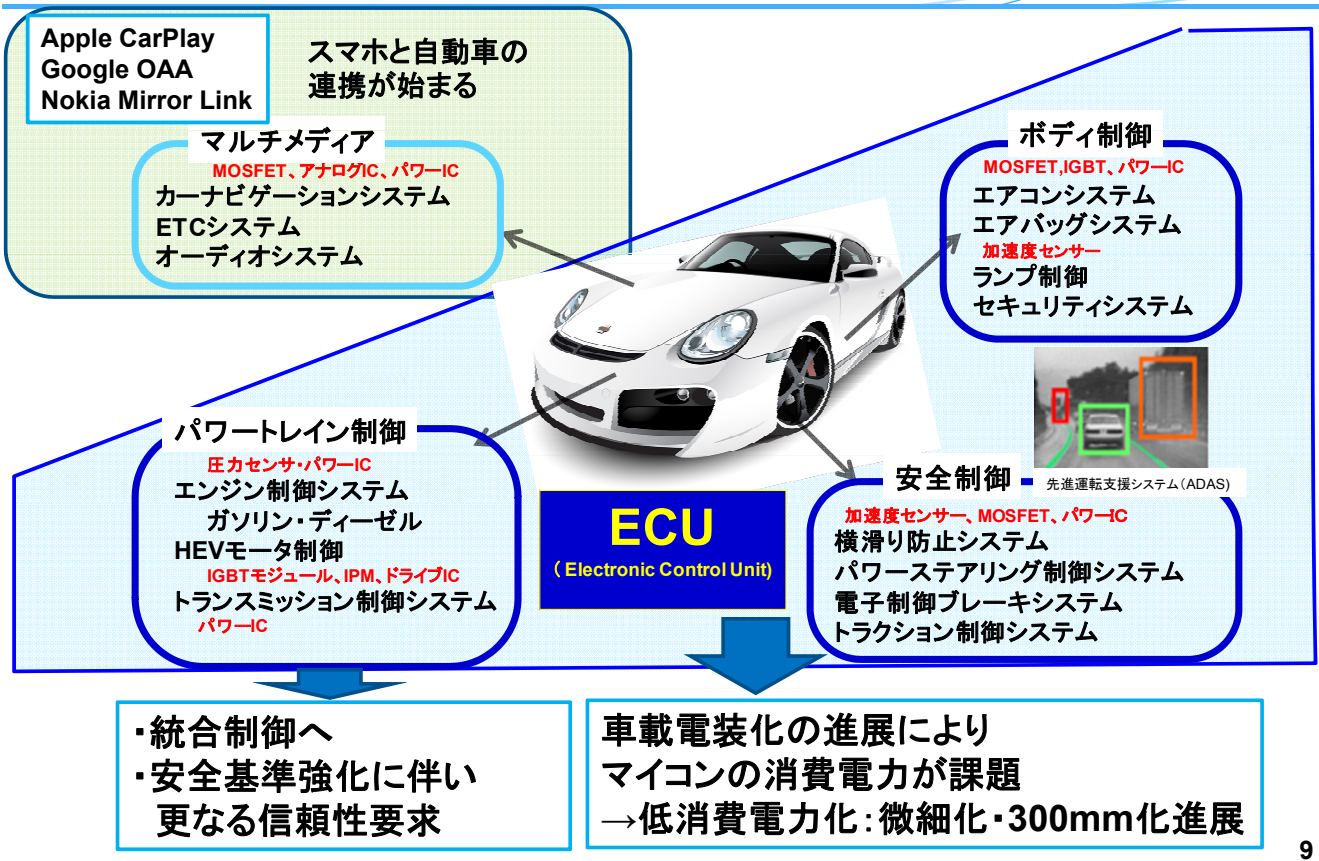 Apple CarPlay
Google OAA
Nokia Mirror Link
スマホと自動車の
連携が始まる
マルチメディア
MOSFET、アナログIC、パワーIC
カーナビゲーションシステム
ETCシステム
オーディオシステム
ボディ制御
MOSFET,IGBT、パワーIC
エアコンシステム
エアバッグシステム
加速度センサー
ランプ制御
セキュリティシステム
パワートレイン制御
圧力センサ・パワーIC
エンジン制御システム
ガソリン・ディーゼル
HEVモータ制御
IGBTモジュール、IPM、ドライブIC
トランスミッション制御システム
パワーIC
ECU
（Electronic Control Unit)
先進運転支援システム（ADAS)
安全制御
加速度センサー、MOSFET、パワーIC
横滑り防止システム
パワーステアリング制御システム
電子制御ブレーキシステム
トラクション制御システム
・統合制御へ
・安全基準強化に伴い
更なる信頼性要求
車載電装化の進展により
マイコンの消費電力が課題
→低消費電力化：微細化・300mm化進展
9